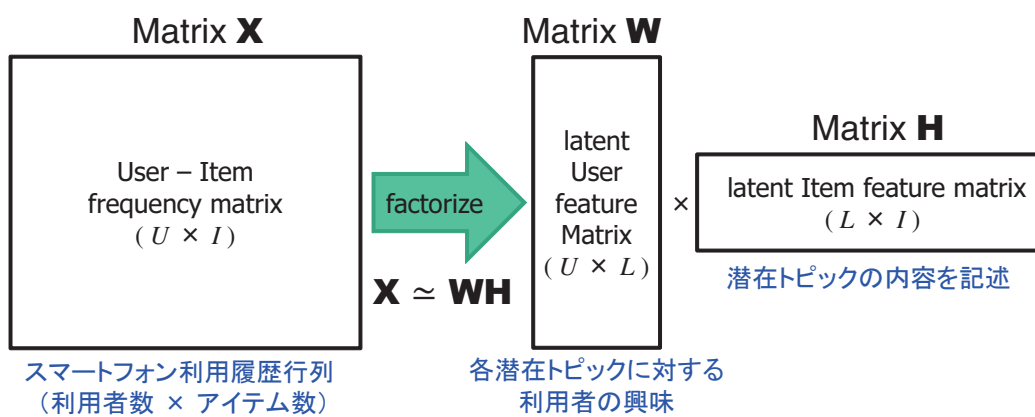 Matrix X
User – Item
frequency matrix
( U × I )
スマートフォン利用履歴行列
（利用者数 × アイテム数）
factorize
X ≃ WH
Matrix W
latent
User
feature
Matrix
( U × L )
各潜在トピックに対する
利用者の興味
×
Matrix H
latent Item feature matrix
( L × I )
潜在トピックの内容を記述